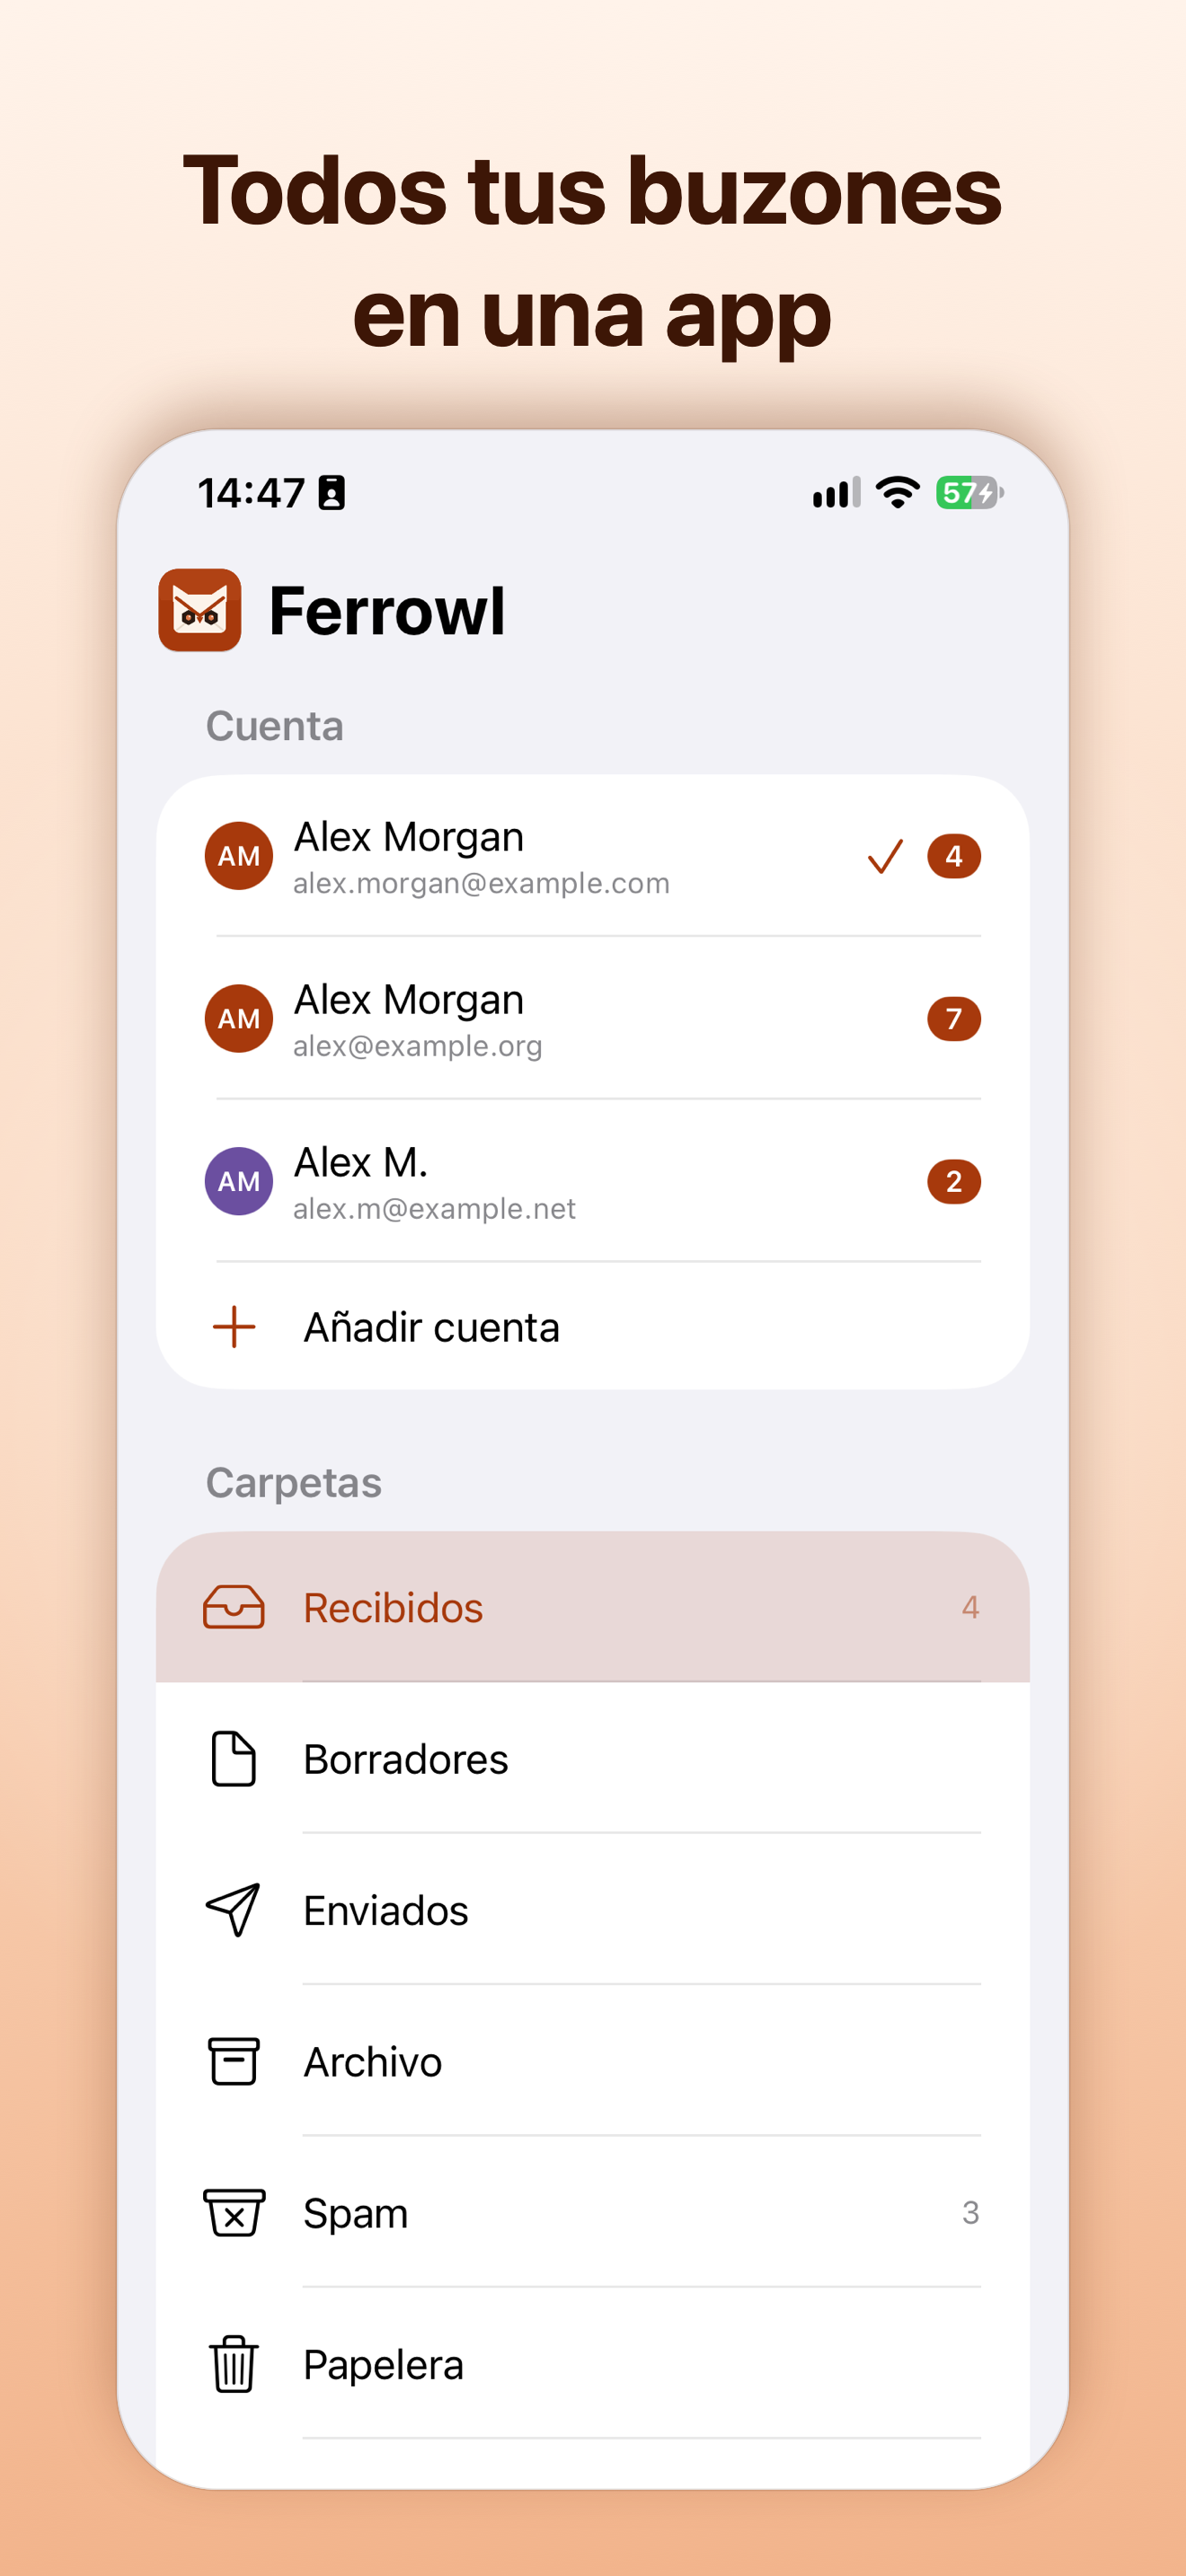 Todos tus buzones
en una app
14:47
57
Ferrowl
Cuenta
AM
Alex Morgan
4
alex.morgan@example.com
AM
Alex Morgan
7
alex@example.org
AM
Alex M.
2
alex.m@example.net
Añadir cuenta
Carpetas
Recibidos 4
Borradores
Enviados
Archivo
Spam 3
Papelera